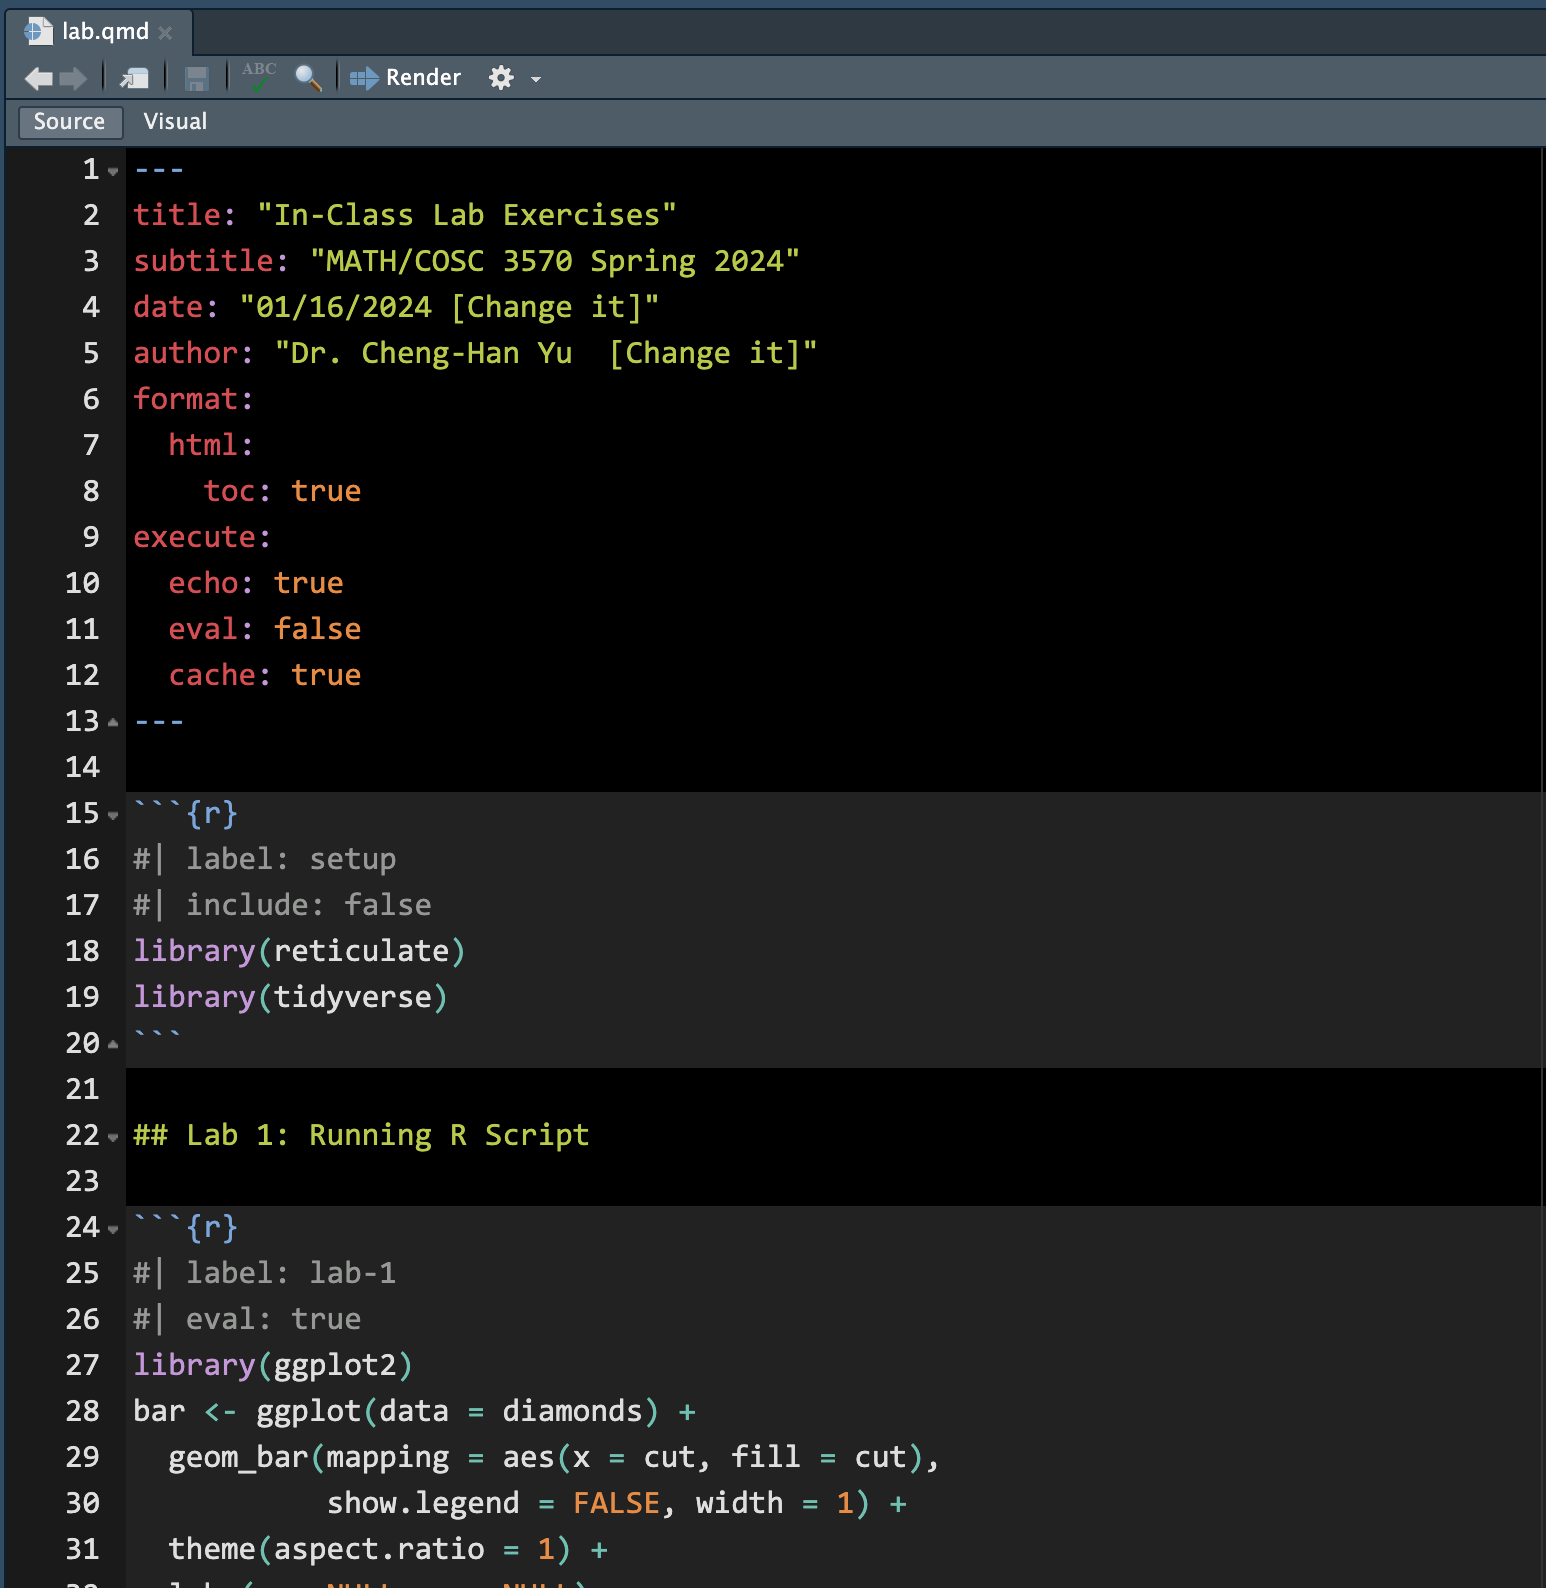 lab.qmd
ABC Render
Source Visual
1 ---
2 title: "In-Class Lab Exercises"
3 subtitle: "MATH/COSC 3570 Spring 2024"
4 date: "01/16/2024 [Change it]"
5 author: "Dr. Cheng-Han Yu  [Change it]"
6 format:
7   html:
8     toc: true
9 execute:
10   echo: true
11   eval: false
12   cache: true
13 ---
14
15 ```{r}
16 #| label: setup
17 #| include: false
18 library(reticulate)
19 library(tidyverse)
20 ```
21
22 ## Lab 1: Running R Script
23
24 ```{r}
25 #| label: lab-1
26 #| eval: true
27 library(ggplot2)
28 bar <- ggplot(data = diamonds) +
29   geom_bar(mapping = aes(x = cut, fill = cut),
30            show.legend = FALSE, width = 1) +
31   theme(aspect.ratio = 1) +